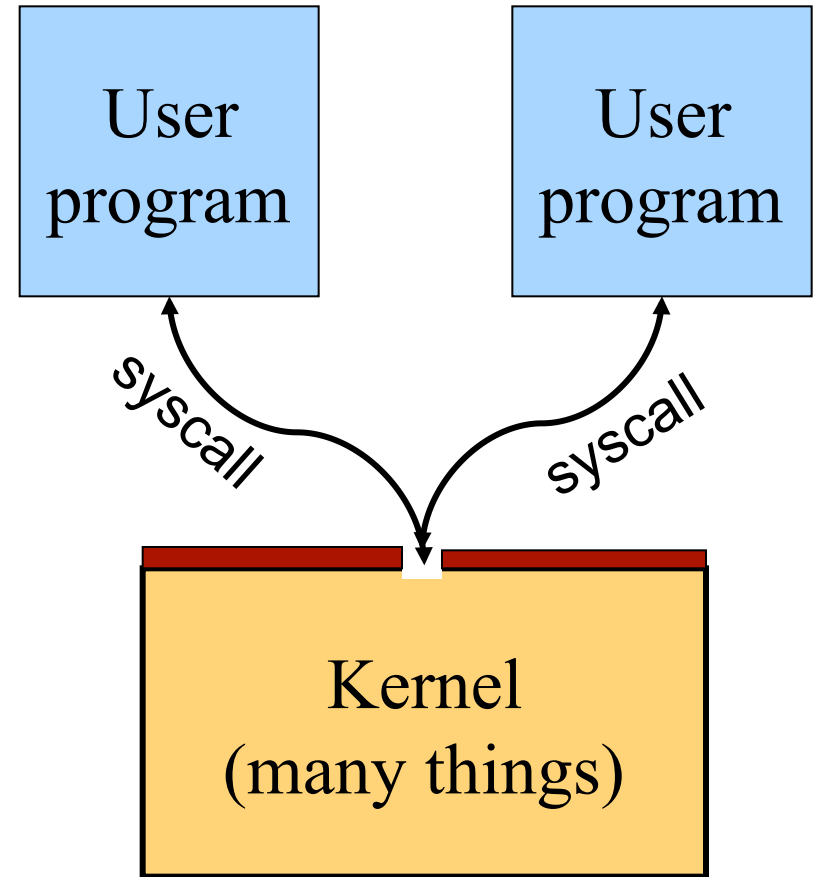 User
program
User
program
syscall
syscall
Kernel
(many things)